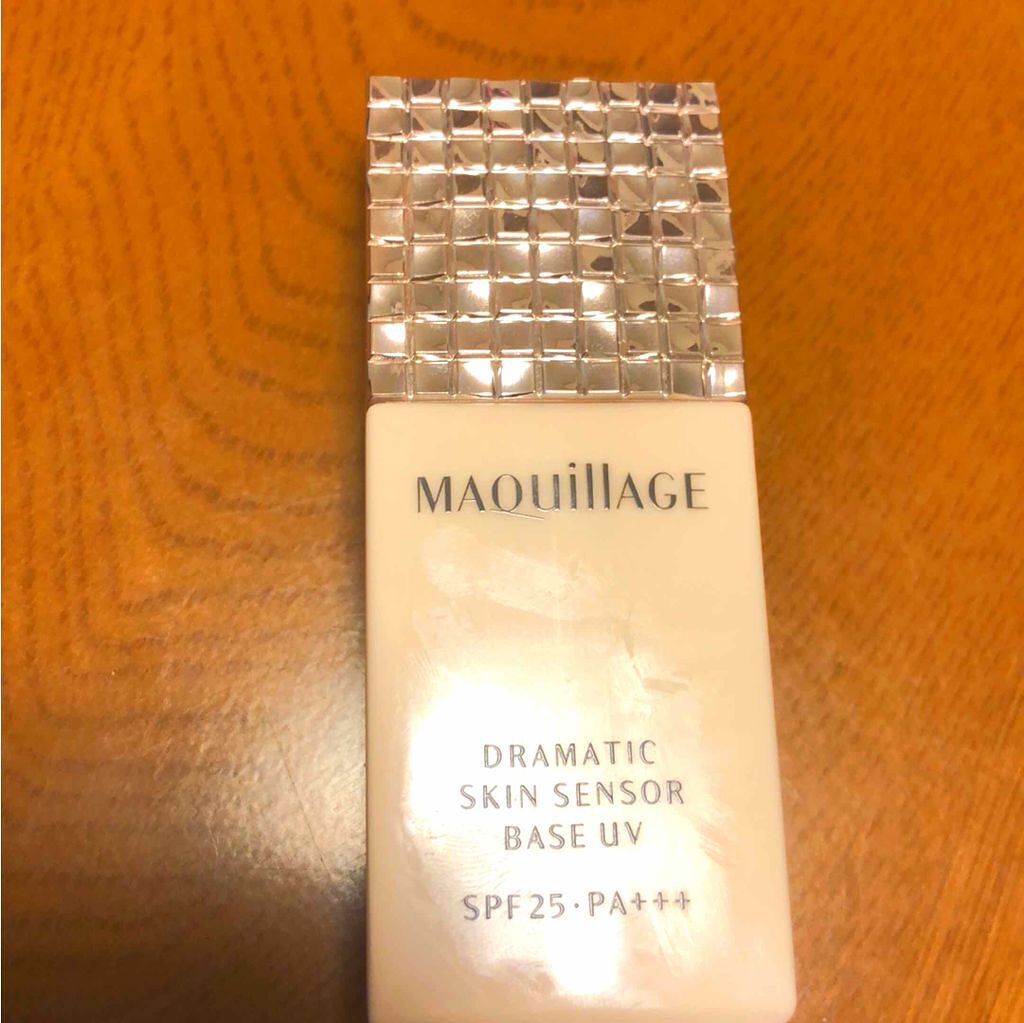 MAQuillAGE
DRAMATIC
SKIN SENSOR
BASE UV
SPF25·PA+++